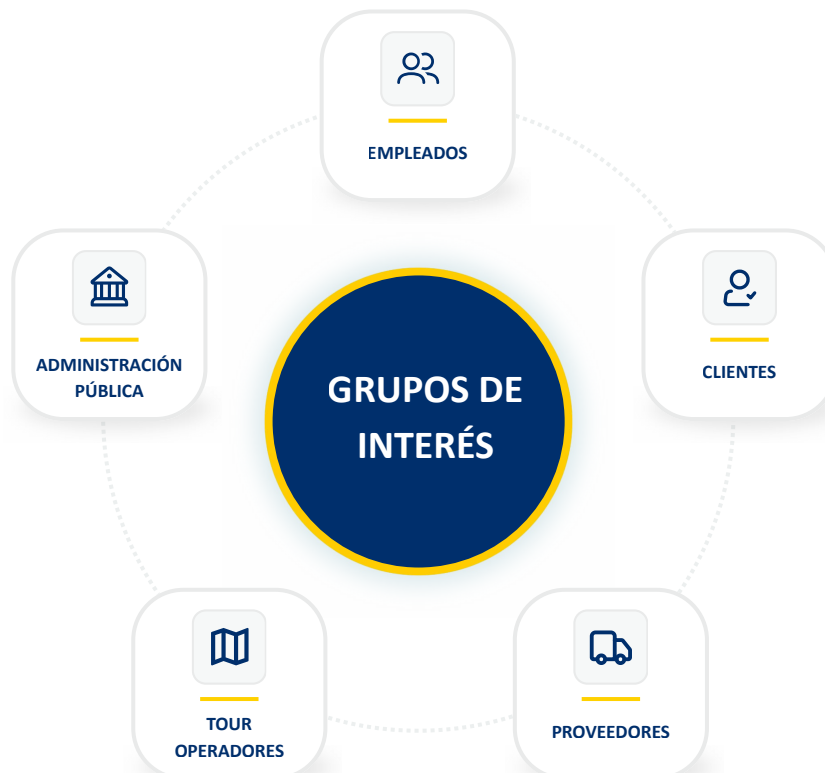 EMPLEADOS
ADMINISTRACIÓN
PÚBLICA
CLIENTES
GRUPOS DE
INTERÉS
TOUR
OPERADORES
PROVEEDORES